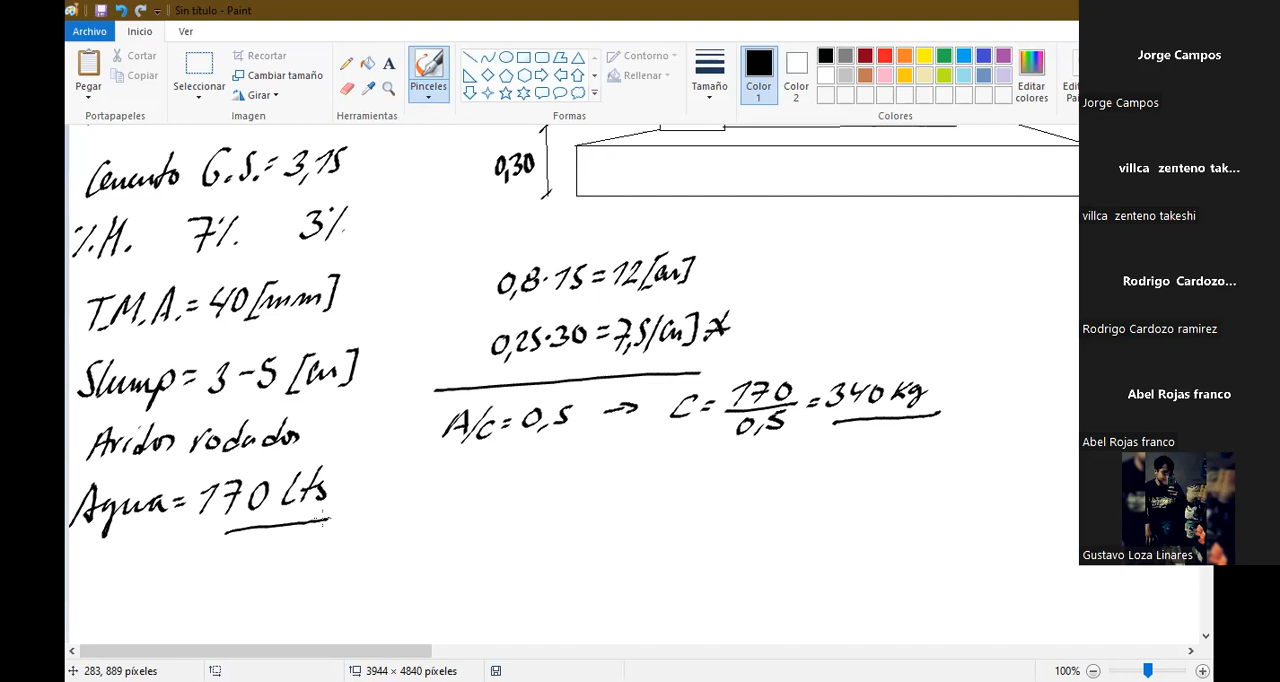 Sin título - Paint
Archivo Inicio Ver
Pegar
Cortar
Copiar
Portapapeles
Seleccionar
Recortar
Cambiar tamaño
Girar
Imagen
A
Herramientas
Pinceles
Contorno
Rellenar
Formas
Tamaño
Color 1
Color 2
Editar colores
Colores
Cemento G.S.= 3,15
%H. 7% 3%
T.M.A.= 40[mm]
Slump= 3-5 [cm]
Aridos rodados
Agua= 170 Lts
0,30
0,8·15=12[cm]
0,25·30=7,5[cm]
A/c=0,5 → C= 170/0,5 =340kg
Jorge Campos
Jorge Campos
villca zenteno tak...
villca zenteno takeshi
Rodrigo Cardozo...
Rodrigo Cardozo ramirez
Abel Rojas franco
Abel Rojas franco
Gustavo Loza Linares
283, 889 píxeles
3944 × 4840 píxeles
100%